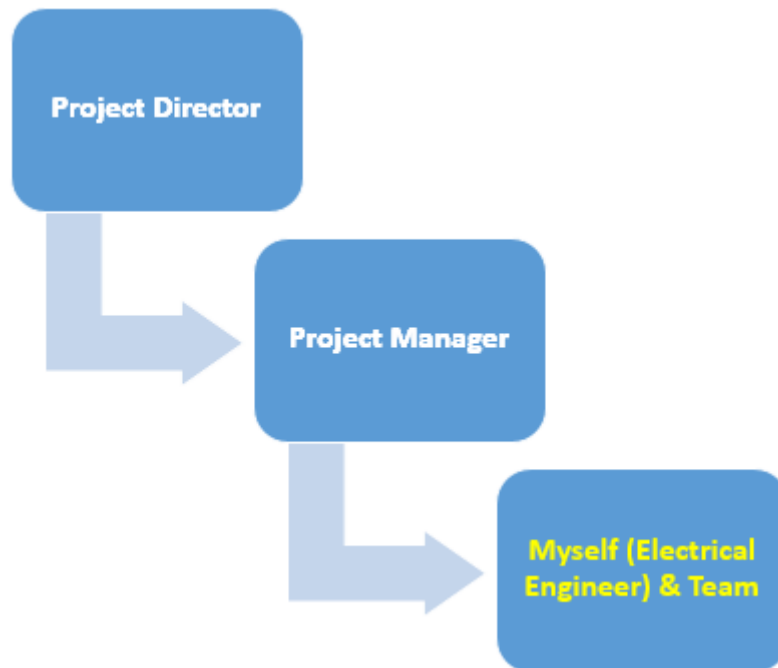 Project Director
Project Manager
Myself (Electrical
Engineer) & Team